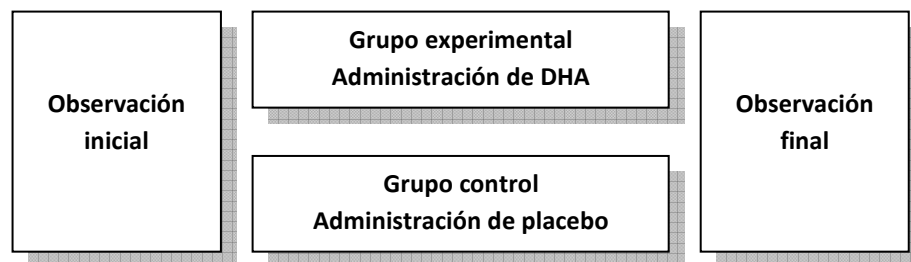 Observación
inicial
Grupo experimental
Administración de DHA
Grupo control
Administración de placebo
Observación
final